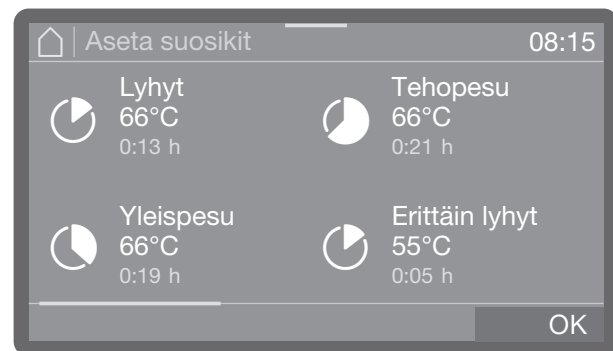 Aseta suosikit 08:15
Lyhyt
66°C
0:13 h
Tehopesu
66°C
0:21 h
Yleispesu
66°C
0:19 h
Erittäin lyhyt
55°C
0:05 h
OK